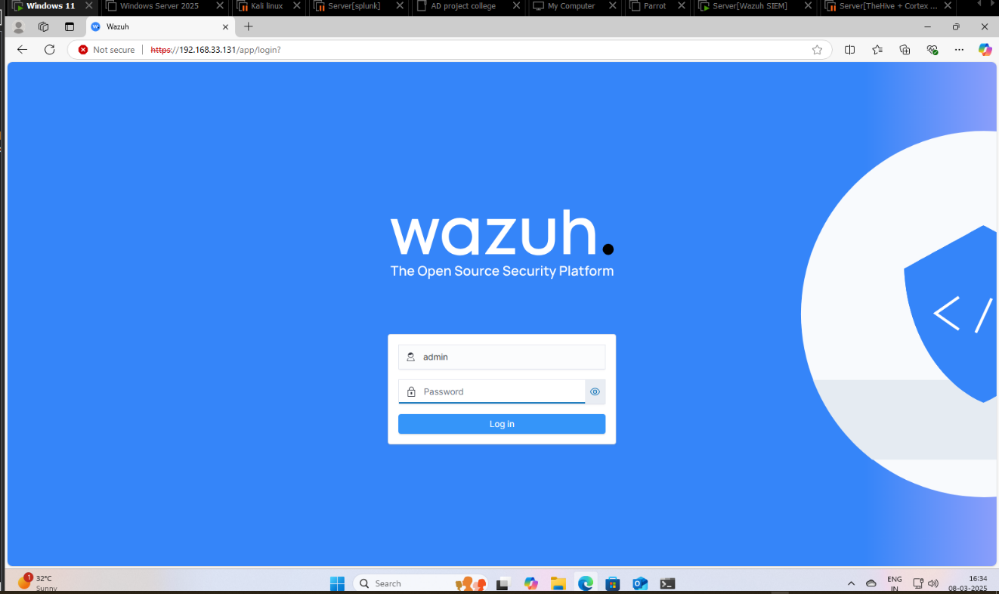 Windows 11
Windows Server 2025
Kali linux
Server[splunk]
AD project college
My Computer
Parrot
Server[Wazuh SIEM]
Server[TheHive + Cortex ...
Wazuh
Not secure
https://192.168.33.131/app/login?
wazuh.
The Open Source Security Platform
</
admin
Password
Log in
1
32°C
Sunny
Search
ENG
IN
16:34
08-03-2025